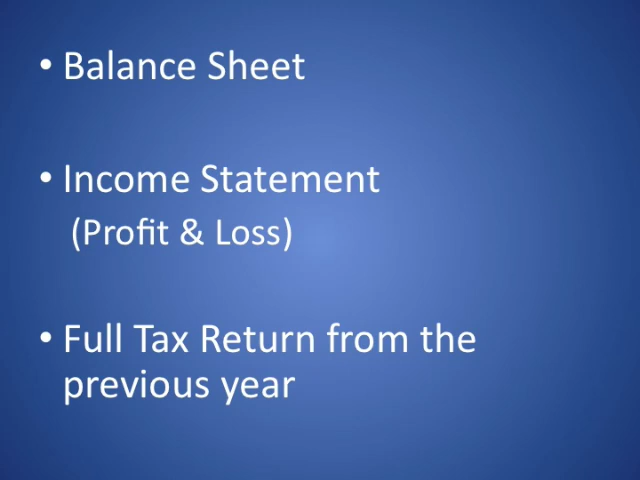 • Balance Sheet
• Income Statement
(Profit & Loss)
• Full Tax Return from the
previous year